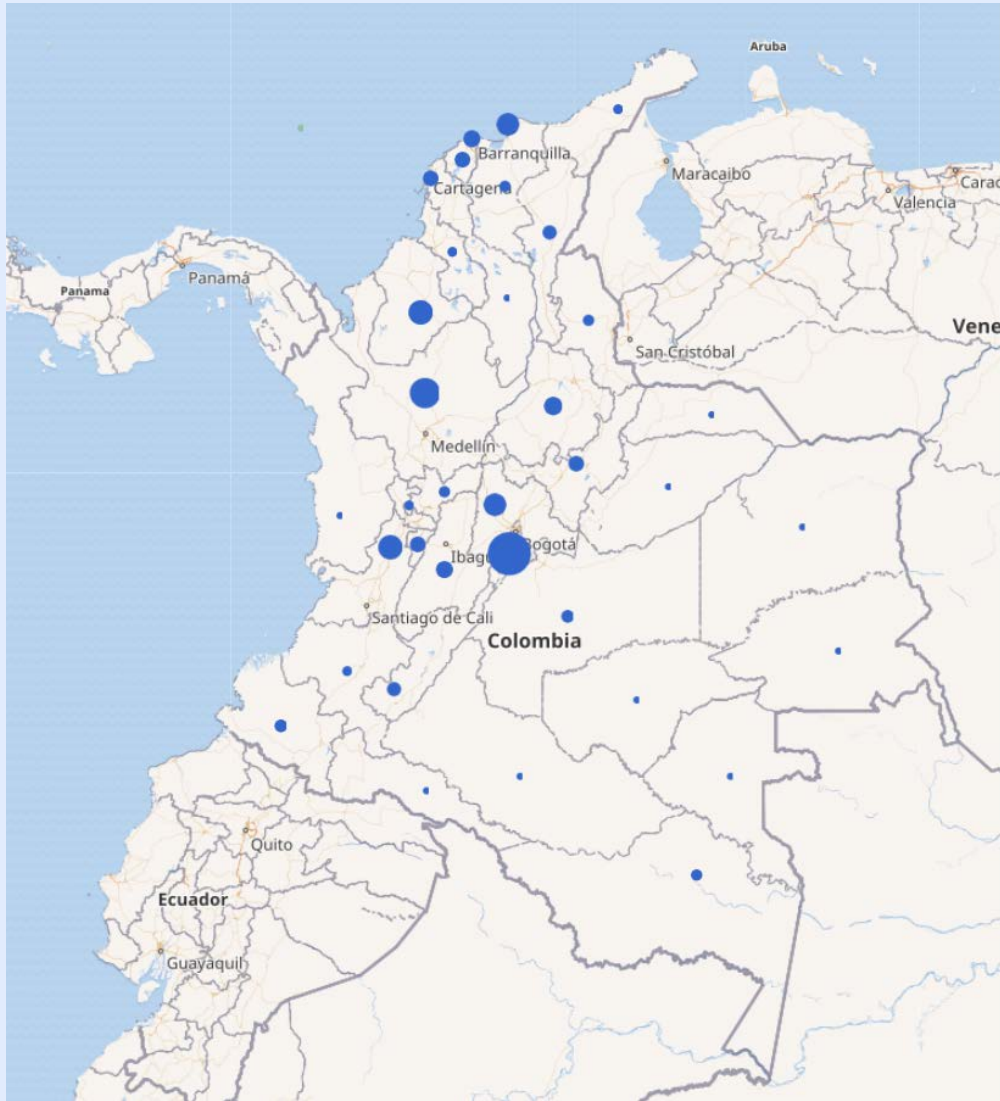 Aruba
Barranquilla
Maracaibo
Cartagena
Carac
Valencia
Panamá
Panama
Vene
San Cristóbal
Medellín
Bogotá
Ibagu
Santiago de Cali
Colombia
Quito
Ecuador
Guayaquil